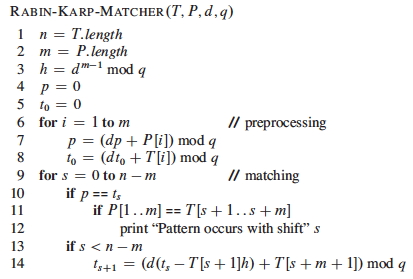 RABIN-KARP-MATCHER(T, P, d, q)
1 n = T.length
2 m = P.length
3 h = d^{m-1} mod q
4 p = 0
5 t_0 = 0
6 for i = 1 to m // preprocessing
7 p = (dp + P[i]) mod q
8 t_0 = (dt_0 + T[i]) mod q
9 for s = 0 to n − m // matching
10 if p == t_s
11 if P[1..m] == T[s + 1..s + m]
12 print “Pattern occurs with shift” s
13 if s < n − m
14 t_{s+1} = (d(t_s − T[s + 1]h) + T[s + m + 1]) mod q